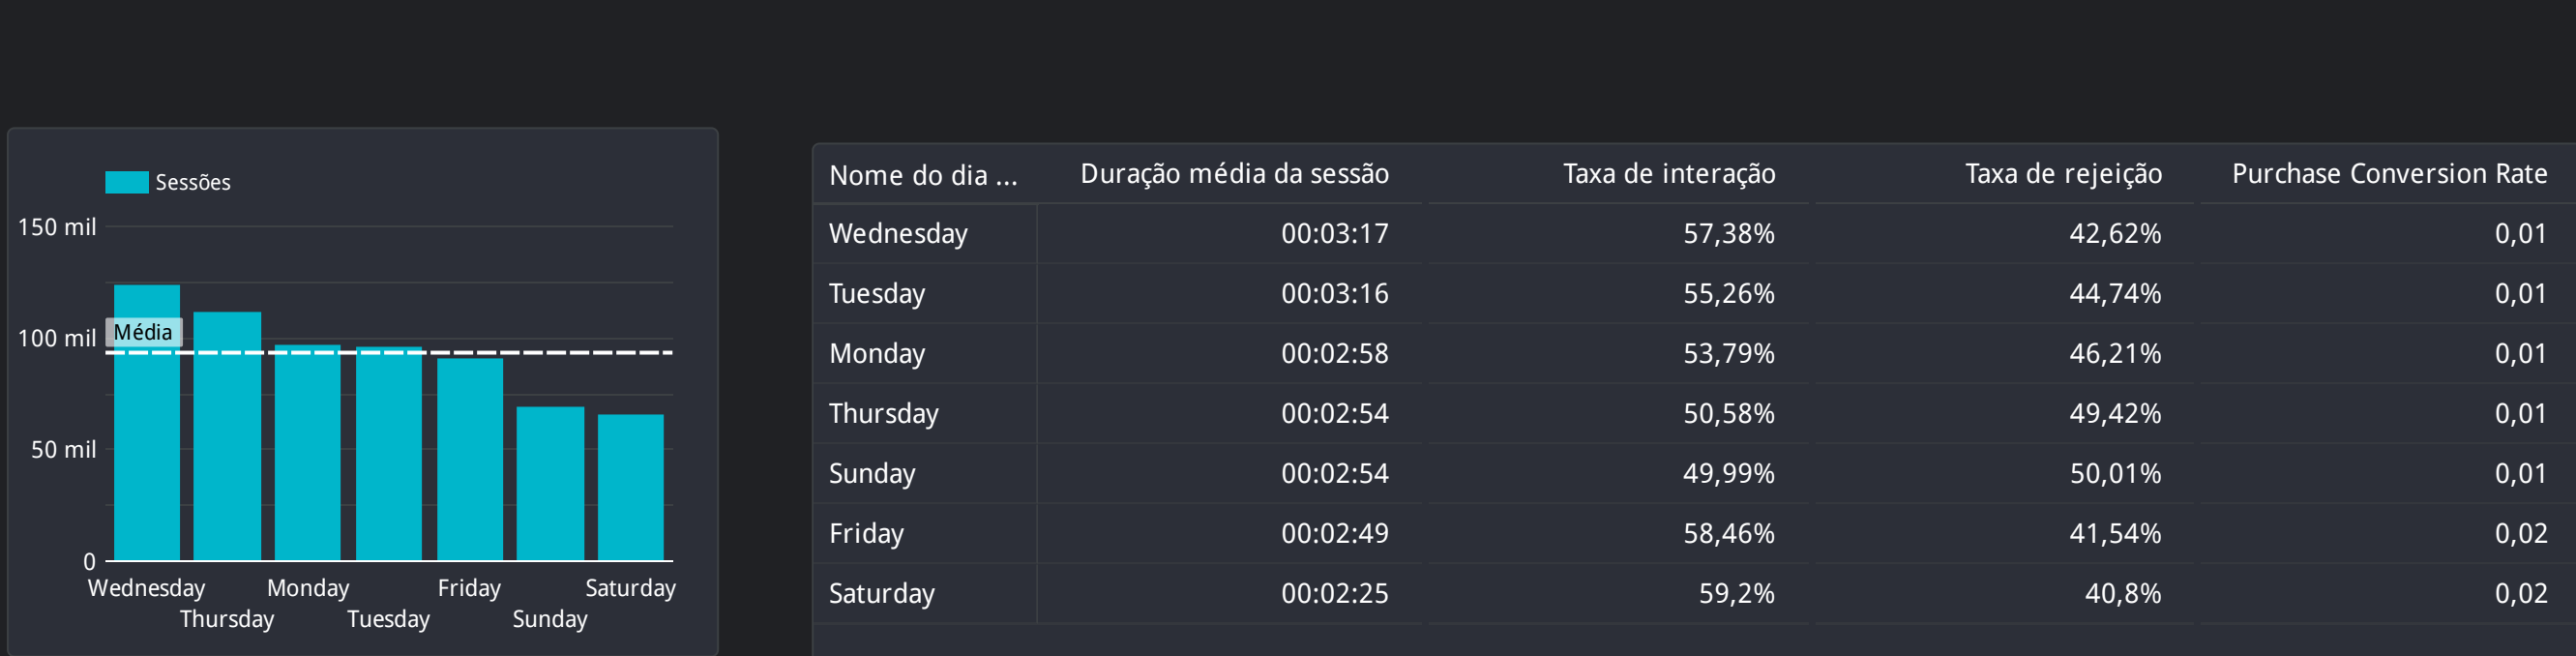 Sessões
150 mil
100 mil
50 mil
0
Média
Wednesday
Thursday
Monday
Tuesday
Friday
Sunday
Saturday
Nome do dia ... Duração média da sessão Taxa de interação Taxa de rejeição Purchase Conversion Rate
Wednesday 00:03:17 57,38% 42,62% 0,01
Tuesday 00:03:16 55,26% 44,74% 0,01
Monday 00:02:58 53,79% 46,21% 0,01
Thursday 00:02:54 50,58% 49,42% 0,01
Sunday 00:02:54 49,99% 50,01% 0,01
Friday 00:02:49 58,46% 41,54% 0,02
Saturday 00:02:25 59,2% 40,8% 0,02